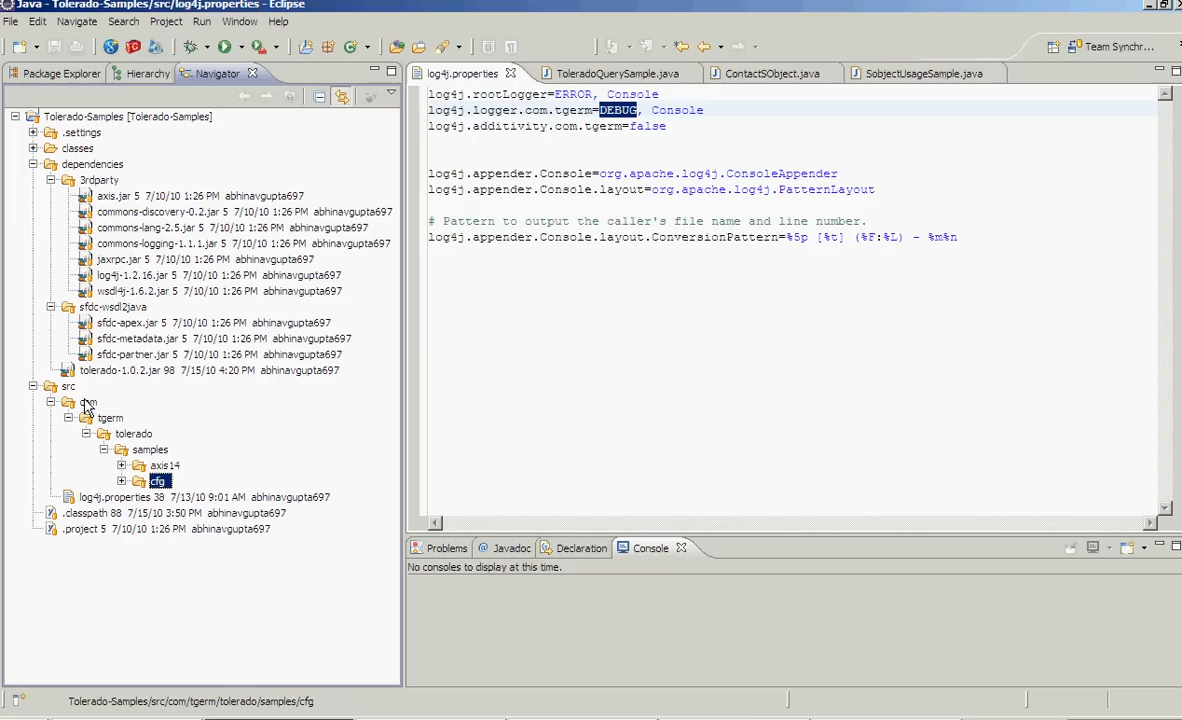 Java - Tolerado-Samples/src/log4j.properties - Eclipse
File Edit Navigate Search Project Run Window Help
Team Synchr...
Package Explorer Hierarchy Navigator
log4j.properties ToleradoQuerySample.java ContactSObject.java SobjectUsageSample.java
Tolerado-Samples [Tolerado-Samples]
.settings
classes
dependencies
3rdparty
axis.jar 5 7/10/10 1:26 PM abhinavgupta697
commons-discovery-0.2.jar 5 7/10/10 1:26 PM abhinavgupta697
commons-lang-2.5.jar 5 7/10/10 1:26 PM abhinavgupta697
commons-logging-1.1.1.jar 5 7/10/10 1:26 PM abhinavgupta697
jaxrpc.jar 5 7/10/10 1:26 PM abhinavgupta697
log4j-1.2.16.jar 5 7/10/10 1:26 PM abhinavgupta697
wsdl4j-1.6.2.jar 5 7/10/10 1:26 PM abhinavgupta697
sfdc-wsdl2java
sfdc-apex.jar 5 7/10/10 1:26 PM abhinavgupta697
sfdc-metadata.jar 5 7/10/10 1:26 PM abhinavgupta697
sfdc-partner.jar 5 7/10/10 1:26 PM abhinavgupta697
tolerado-1.0.2.jar 98 7/15/10 4:20 PM abhinavgupta697
src
com
tgerm
tolerado
samples
axis14
cfg
log4j.properties 38 7/13/10 9:01 AM abhinavgupta697
.classpath 88 7/15/10 3:50 PM abhinavgupta697
.project 5 7/10/10 1:26 PM abhinavgupta697
log4j.rootLogger=ERROR, Console
log4j.logger.com.tgerm=DEBUG, Console
log4j.additivity.com.tgerm=false
log4j.appender.Console=org.apache.log4j.ConsoleAppender
log4j.appender.Console.layout=org.apache.log4j.PatternLayout
# Pattern to output the caller's file name and line number.
log4j.appender.Console.layout.ConversionPattern=%5p [%t] (%F:%L) - %m%n
Problems Javadoc Declaration Console
No consoles to display at this time.
Tolerado-Samples/src/com/tgerm/tolerado/samples/cfg